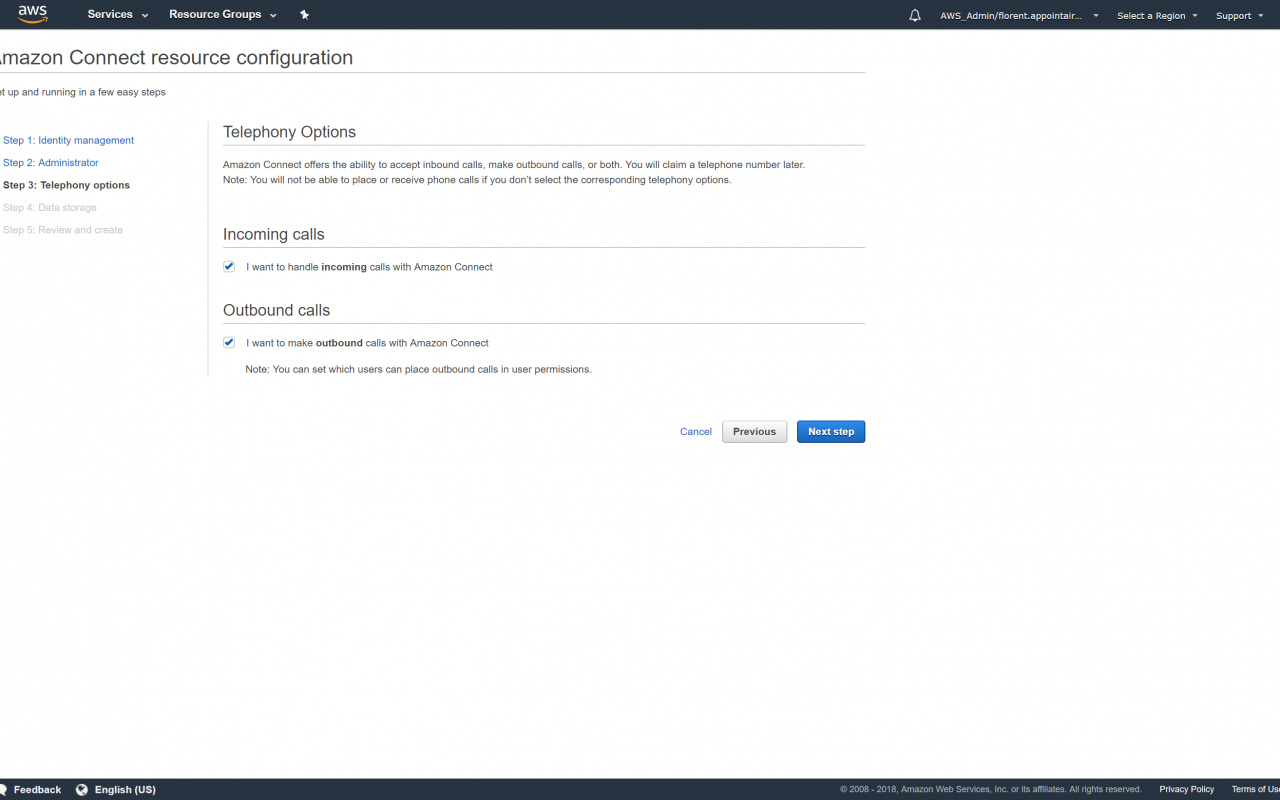 aws Services Resource Groups AWS_Admin/florent.appointair... Select a Region Support
mazon Connect resource configuration
et up and running in a few easy steps
Step 1: Identity management
Step 2: Administrator
Step 3: Telephony options
Step 4: Data storage
Step 5: Review and create
Telephony Options
Amazon Connect offers the ability to accept inbound calls, make outbound calls, or both. You will claim a telephone number later.
Note: You will not be able to place or receive phone calls if you don't select the corresponding telephony options.
Incoming calls
I want to handle incoming calls with Amazon Connect
Outbound calls
I want to make outbound calls with Amazon Connect
Note: You can set which users can place outbound calls in user permissions.
Cancel Previous Next step
Feedback English (US) © 2008 - 2018, Amazon Web Services, Inc. or its affiliates. All rights reserved. Privacy Policy Terms of Us